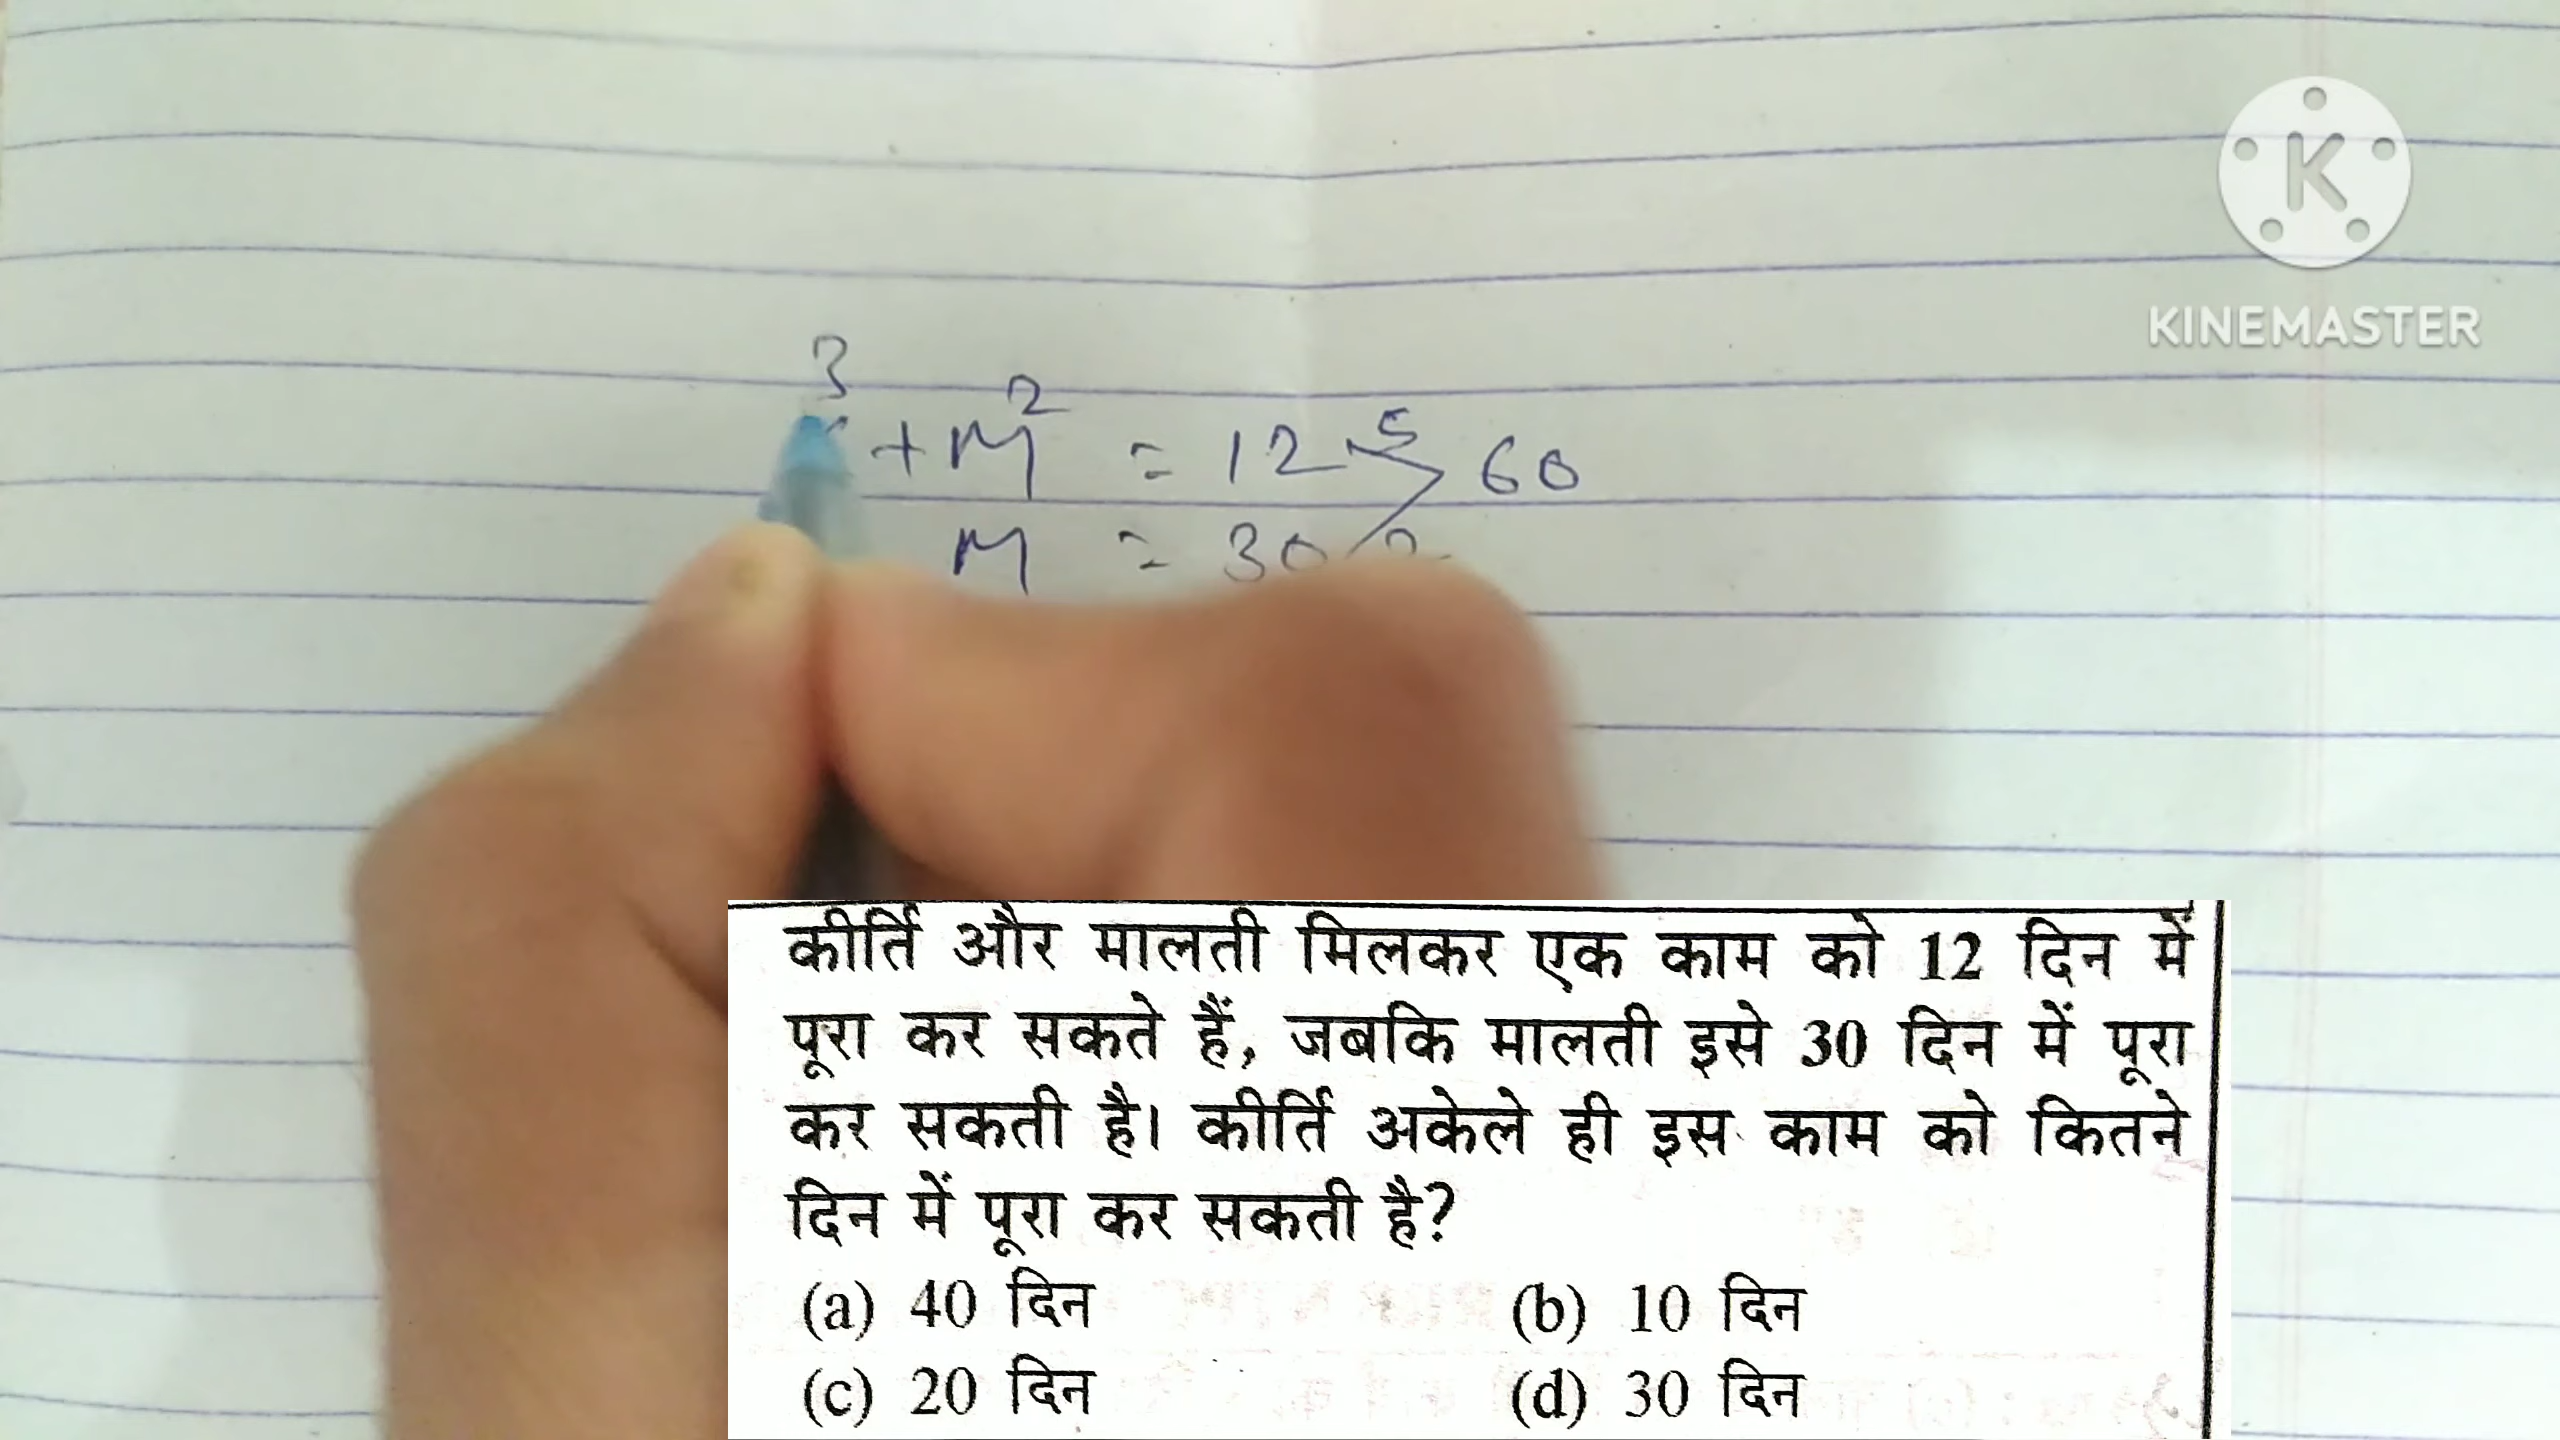 3
+ M 2 = 12 5 60
M = 30 2
KINEMASTER
कीर्ति और मालती मिलकर एक काम को 12 दिन में
पूरा कर सकते हैं, जबकि मालती इसे 30 दिन में पूरा
कर सकती है। कीर्ति अकेले ही इस काम को कितने
दिन में पूरा कर सकती है?
(a) 40 दिन (b) 10 दिन
(c) 20 दिन (d) 30 दिन